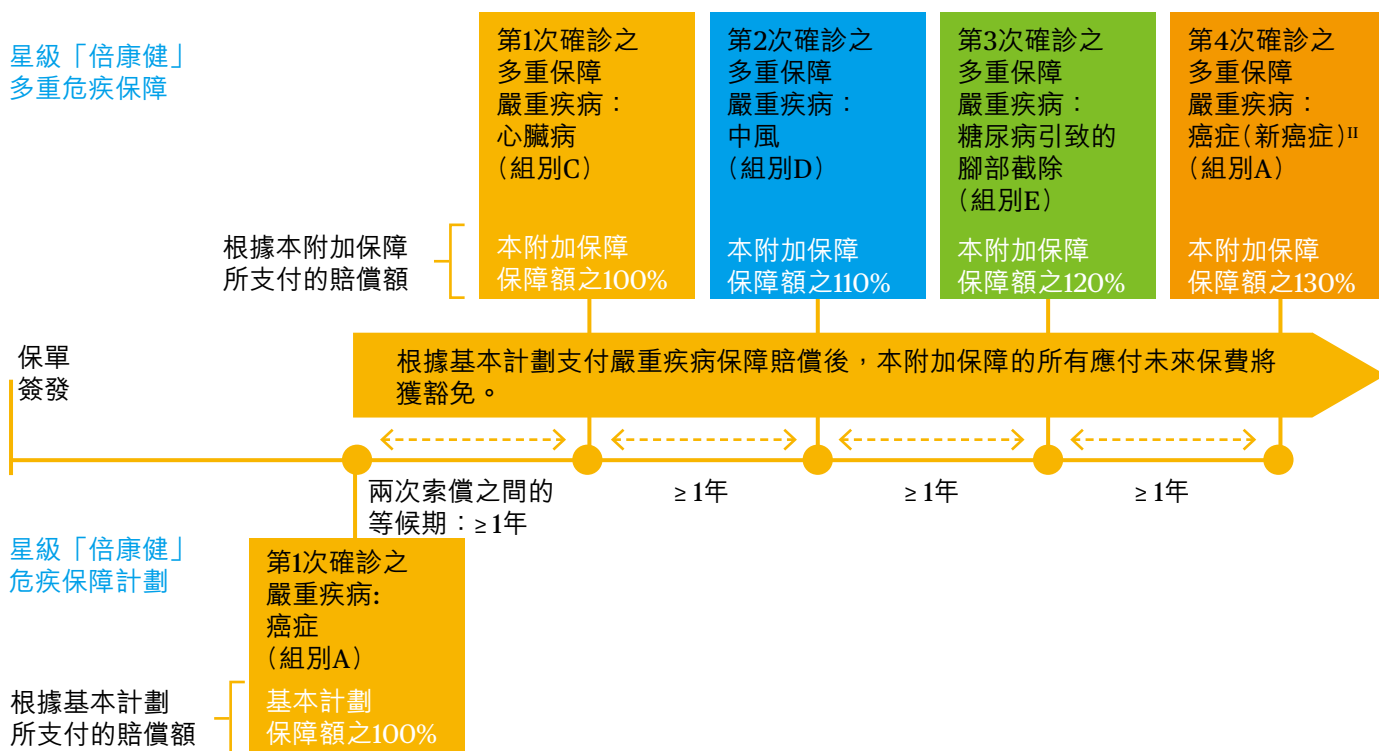 星級「倍康健」
多重危疾保障
第1次確診之
多重保障
嚴重疾病：
心臟病
（組別C）
本附加保障
保障額之100%
第2次確診之
多重保障
嚴重疾病：
中風
（組別D）
本附加保障
保障額之110%
第3次確診之
多重保障
嚴重疾病：
糖尿病引致的
腳部截除
（組別E）
本附加保障
保障額之120%
第4次確診之
多重保障
嚴重疾病：
癌症（新癌症）II
（組別A）
本附加保障
保障額之130%
根據本附加保障
所支付的賠償額
保單
簽發
根據基本計劃支付嚴重疾病保障賠償後，本附加保障的所有應付未來保費將
獲豁免。
兩次索償之間的
等候期：≥1年
≥1年
≥1年
≥1年
星級「倍康健」
危疾保障計劃
第1次確診之
嚴重疾病:
癌症
（組別A）
基本計劃
保障額之100%
根據基本計劃
所支付的賠償額